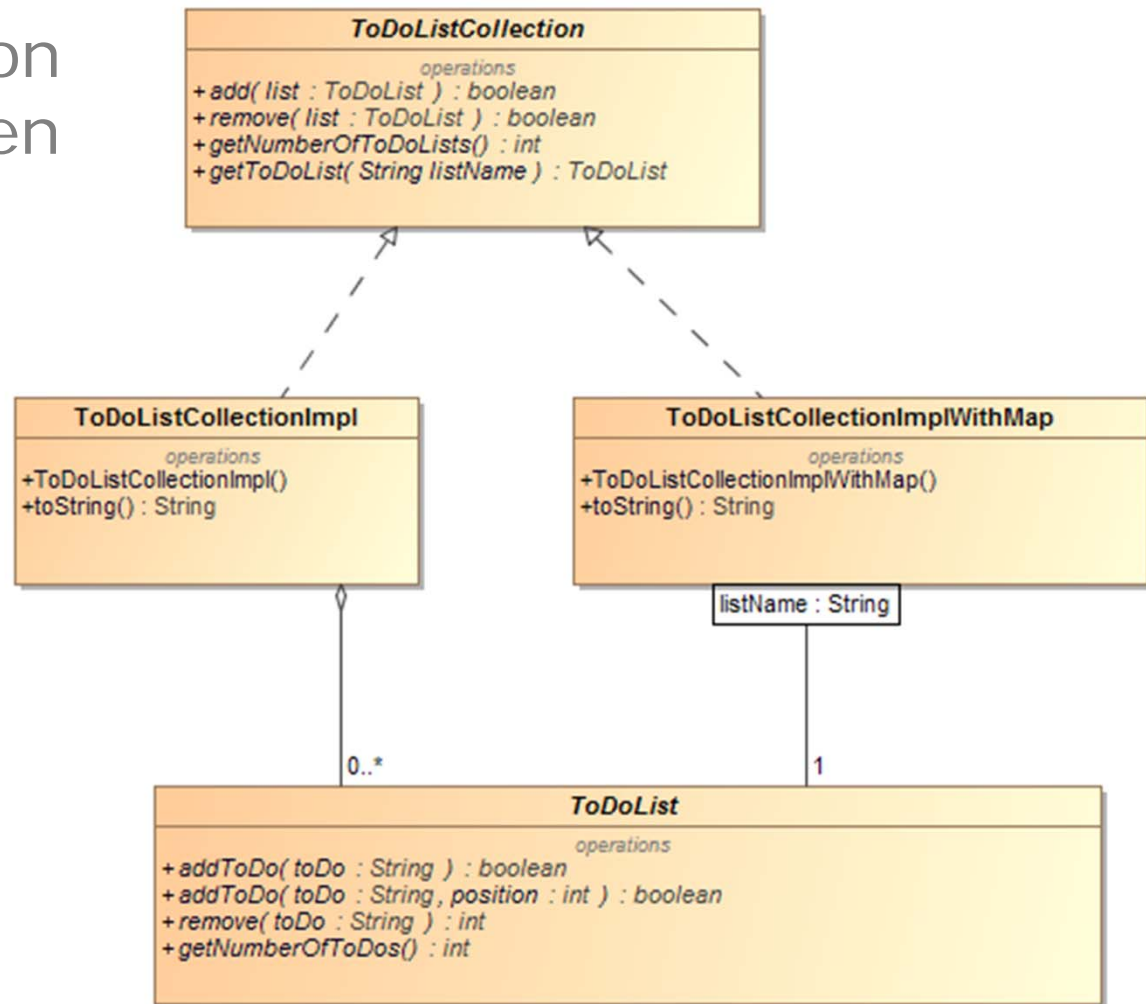 on
en
ToDoListCollection
operations
+ add( list : ToDoList ) : boolean
+ remove( list : ToDoList ) : boolean
+ getNumberOfToDoLists() : int
+ getToDoList( String listName ) : ToDoList
ToDoListCollectionImpl
operations
+ToDoListCollectionImpl()
+toString() : String
ToDoListCollectionImplWithMap
operations
+ToDoListCollectionImplWithMap()
+toString() : String
listName : String
0..*
1
ToDoList
operations
+ addToDo( toDo : String ) : boolean
+ addToDo( toDo : String, position : int ) : boolean
+ remove( toDo : String ) : int
+ getNumberOfToDos() : int